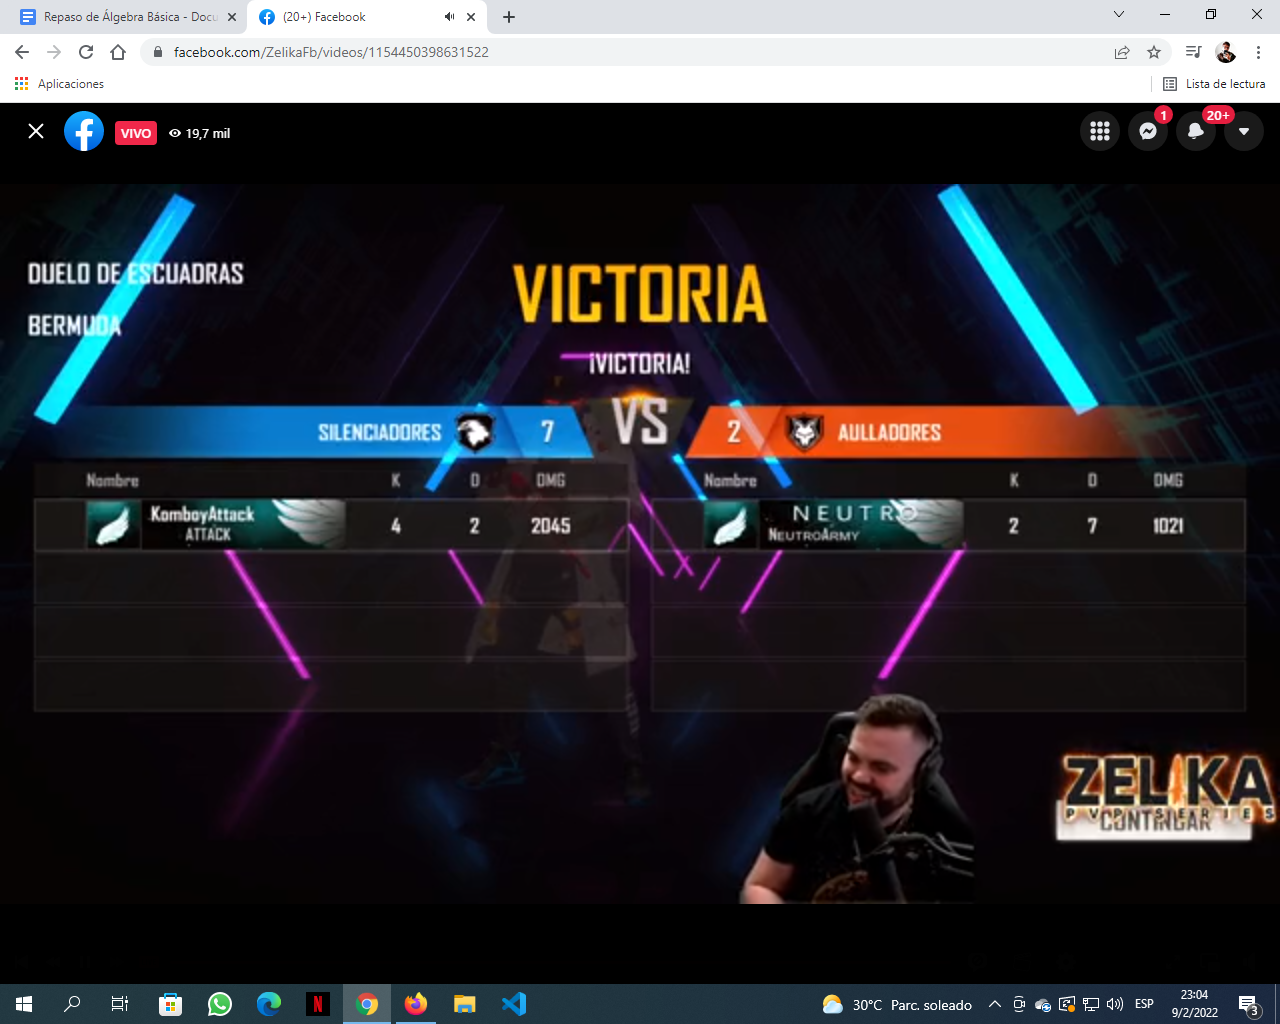 Repaso de Álgebra Básica - Docu
(20+) Facebook
facebook.com/ZelikaFb/videos/1154450398631522
Aplicaciones
Lista de lectura
VIVO
19,7 mil
1
20+
DUELO DE ESCUADRAS
BERMUDA
VICTORIA
¡VICTORIA!
SILENCIADORES
7
VS
2
AULLADORES
Nombre K D DMG
Nombre K D DMG
KomboyAttack
ATTACK
4 2 2045
NEUTRO
NEUTROARMY
2 7 1021
ZELIKA
PVP SERIES
CONTINUAR
30°C Parc. soleado
ESP
23:04
9/2/2022
3